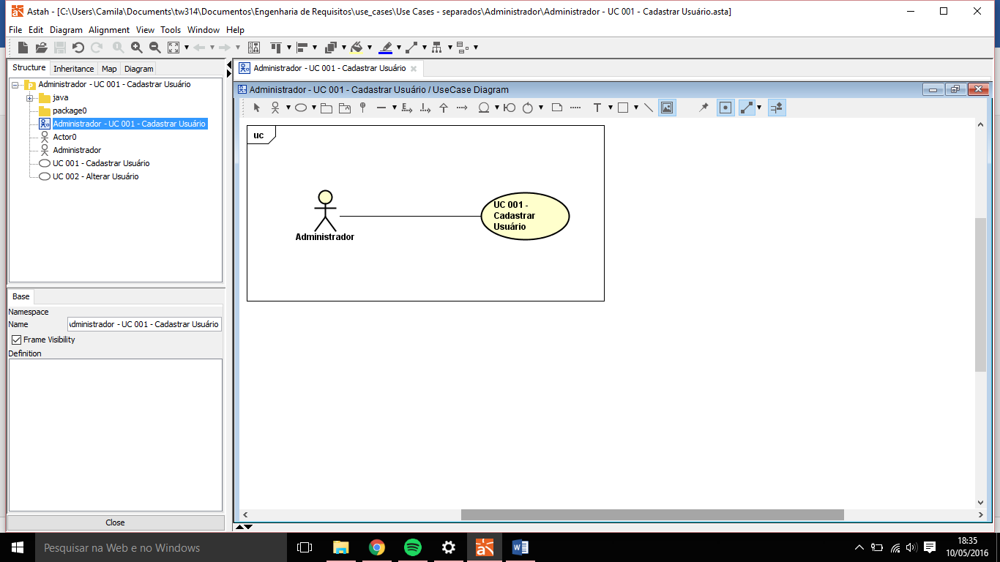 Astah - [C:\Users\Camila\Documents\tw314\Documentos\Engenharia de Requisitos\use_cases\Use Cases - separados\Administrador\Administrador - UC 001 - Cadastrar Usuário.asta]
File Edit Diagram Alignment View Tools Window Help
Structure Inheritance Map Diagram
Administrador - UC 001 - Cadastrar Usuário
java
package0
Administrador - UC 001 - Cadastrar Usuário
Actor0
Administrador
UC 001 - Cadastrar Usuário
UC 002 - Alterar Usuário
Base
Namespace
Name Administrador - UC 001 - Cadastrar Usuário
Frame Visibility
Definition
Close
Administrador - UC 001 - Cadastrar Usuário
Administrador - UC 001 - Cadastrar Usuário / UseCase Diagram
uc
Administrador
UC 001 -
Cadastrar
Usuário
Pesquisar na Web e no Windows
18:35
10/05/2016